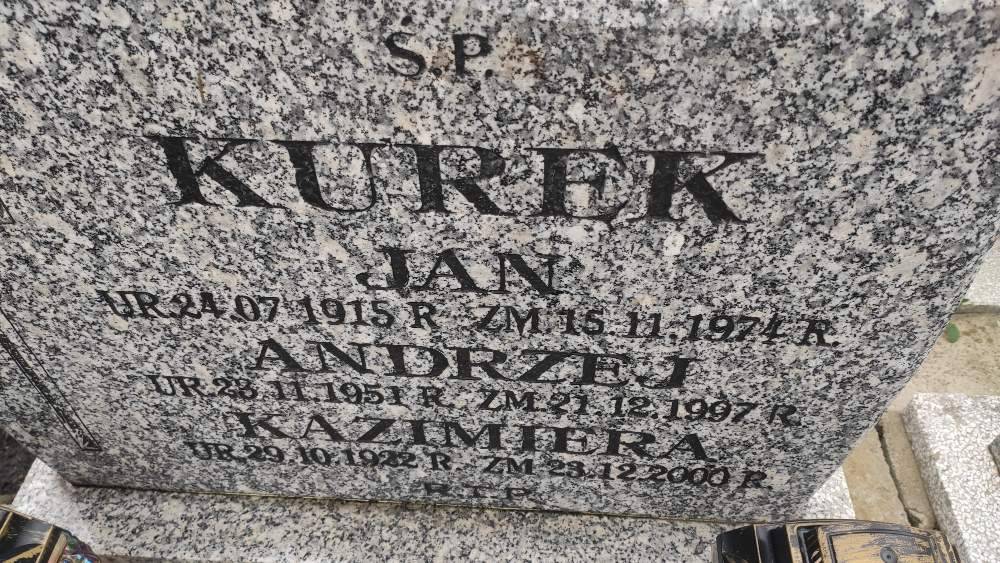 Ś.P.
KUREK
JAN
UR.24.07 1915 R ZM.15.11.1974 R.
ANDRZEJ
UR.23.11.1951 R. ZM.21.12.1997 R.
KAZIMIERA
UR.29.10.1922 R ZM 23.12.2000 R.
R.I.P.